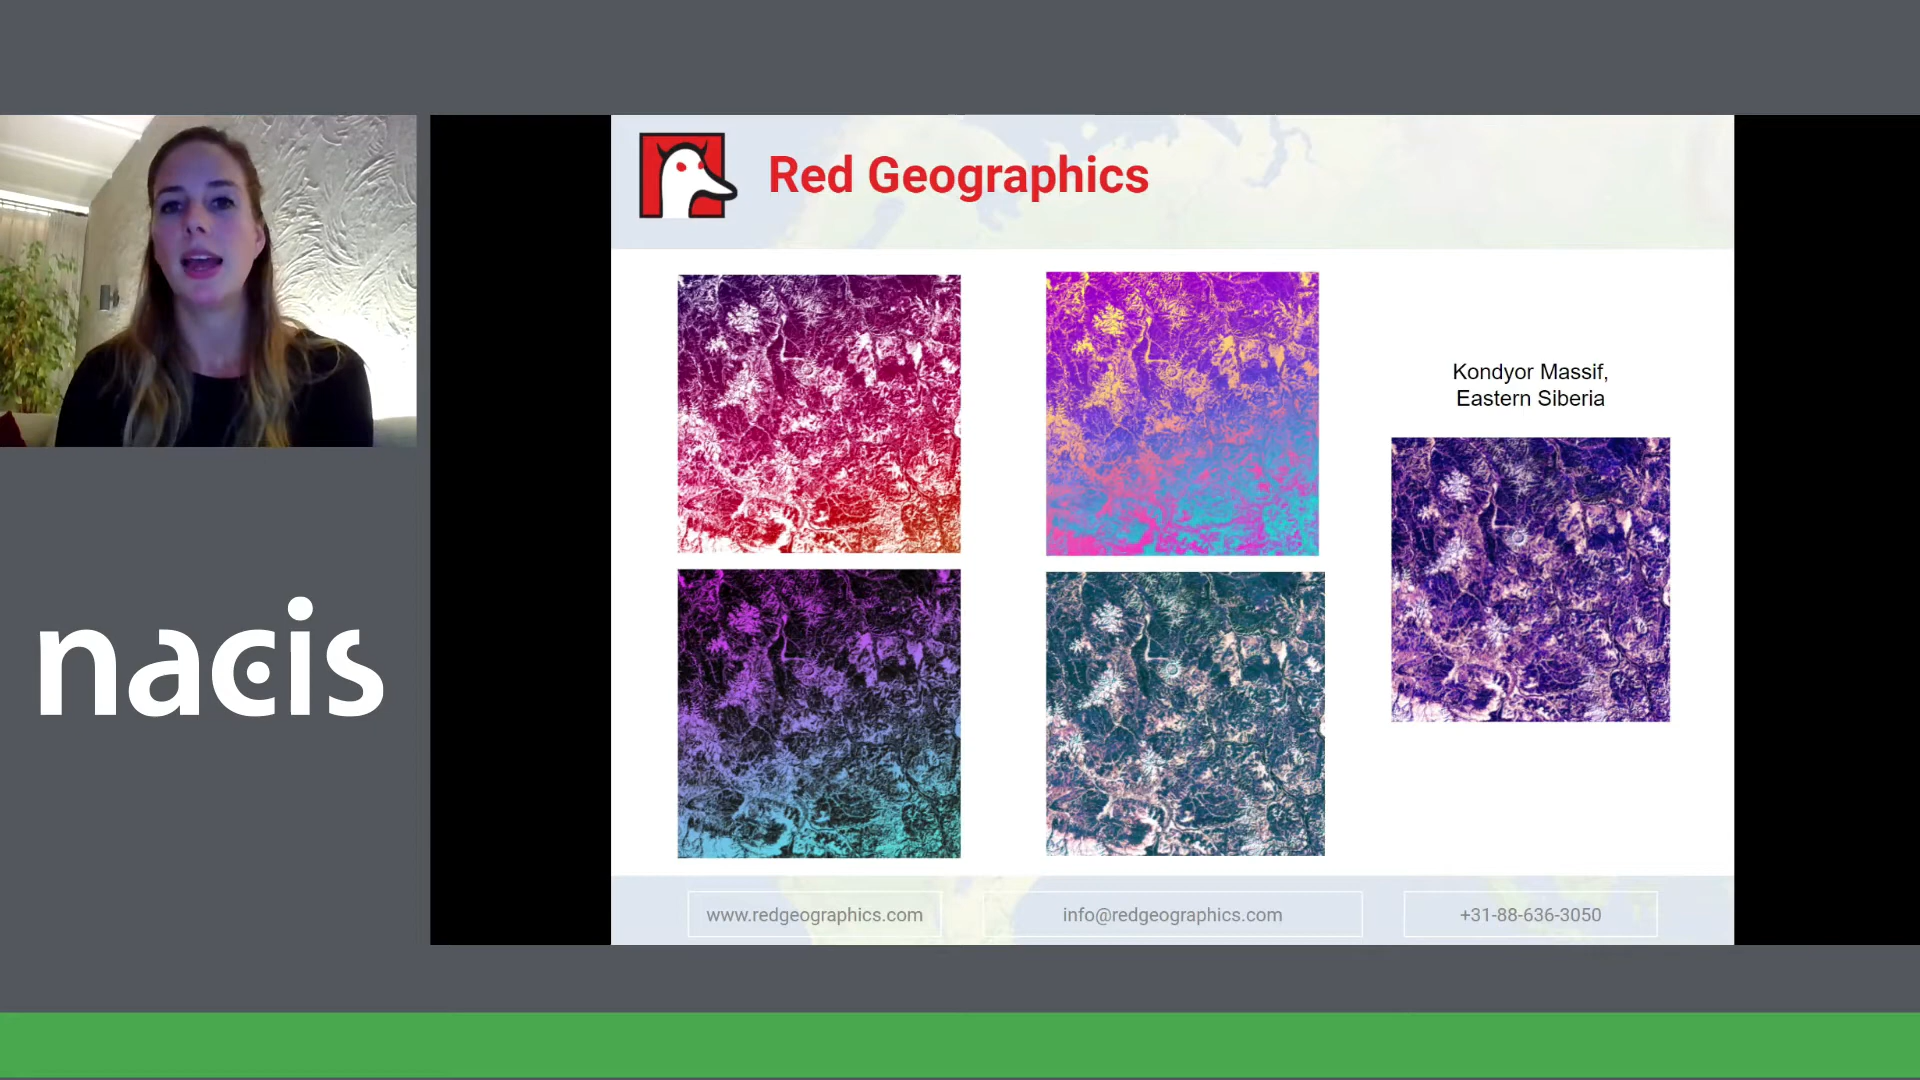 Red Geographics
Kondyor Massif,
Eastern Siberia
nacis
www.redgeographics.com
info@redgeographics.com
+31-88-636-3050